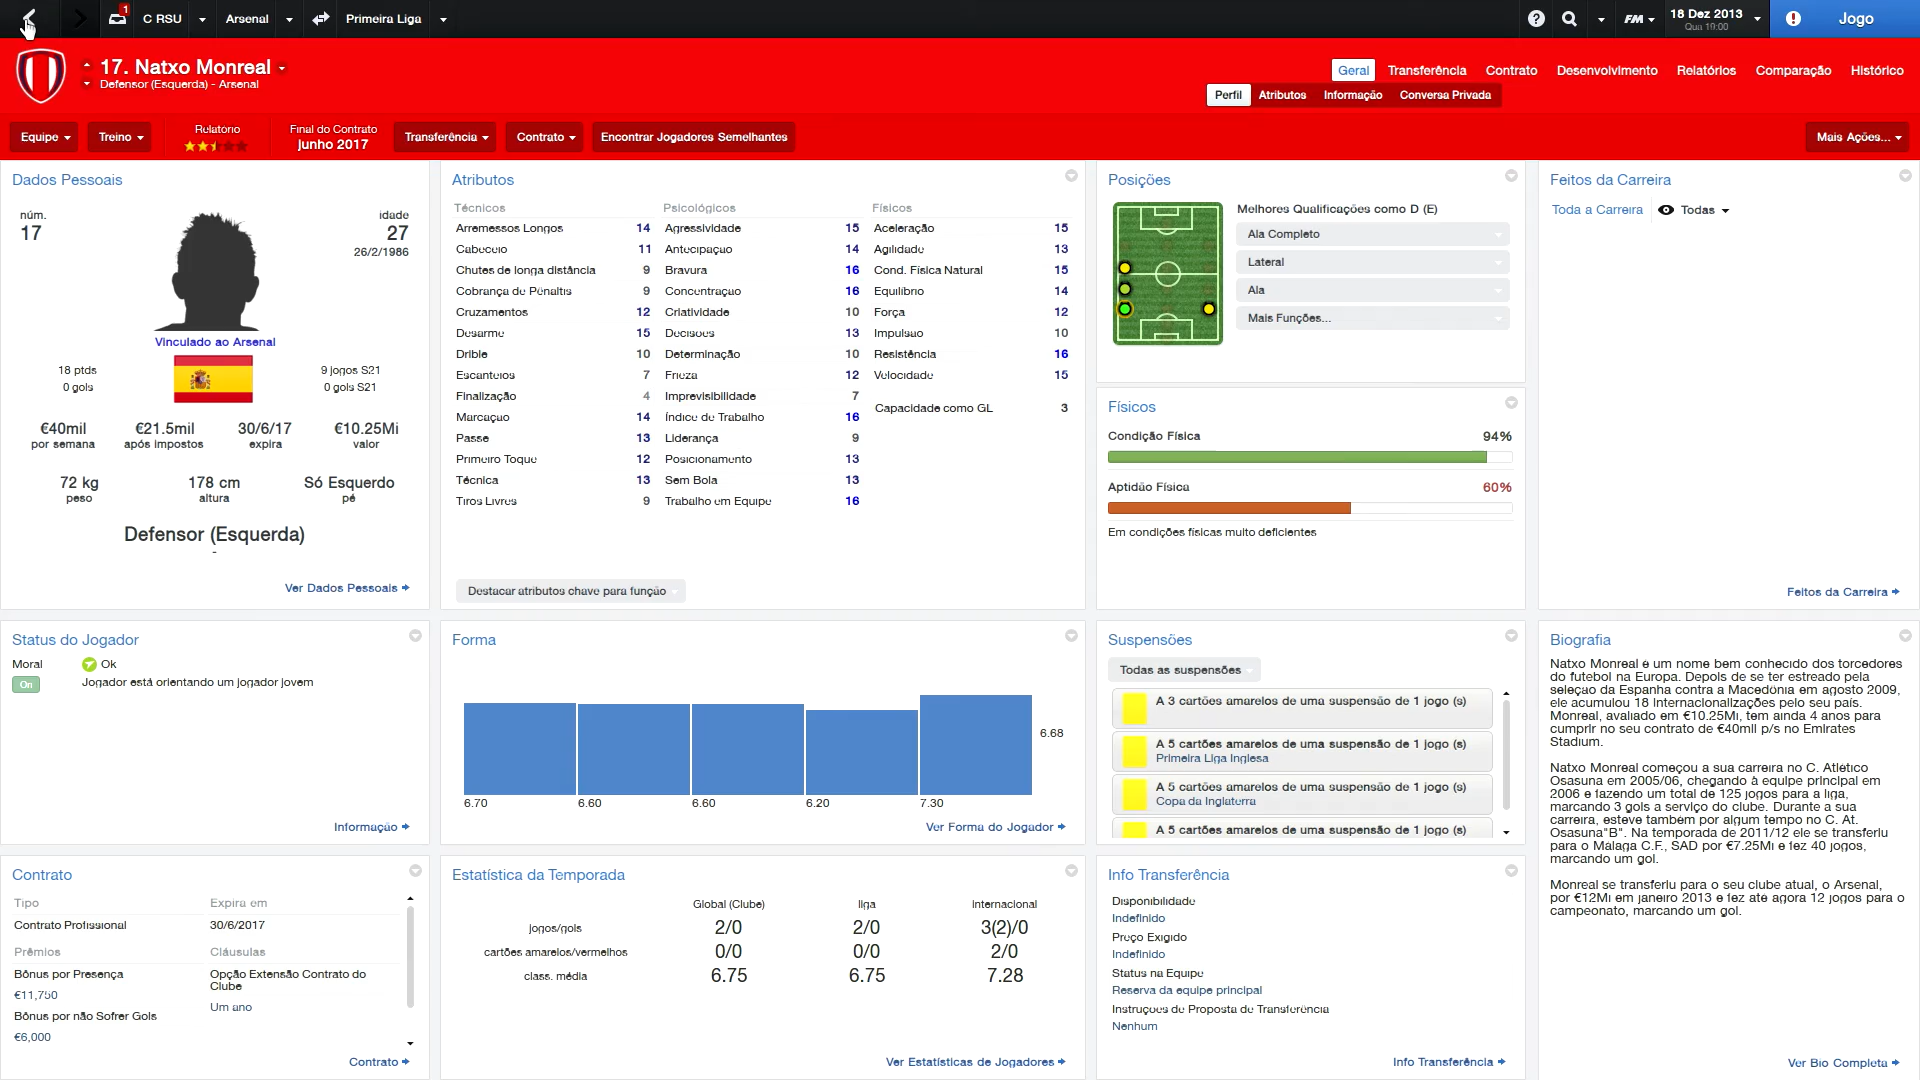 1
C RSU
Arsenal
Primeira Liga
FM
18 Dez 2013
Qua 19:00
Jogo
17. Natxo Monreal
Defensor (Esquerda) - Arsenal
Geral Transferência Contrato Desenvolvimento Relatórios Comparação Histórico
Perfil Atributos Informação Conversa Privada
Equipe
Treino
Relatório
Final do Contrato
Junho 2017
Transferência
Contrato
Encontrar Jogadores Semelhantes
Mais Ações...
Dados Pessoais
núm.
17
idade
27
26/2/1986
Vinculado ao Arsenal
18 ptds
0 gols
9 jogos S21
0 gols S21
€40mil
por semana
€21.5mil
após impostos
30/6/17
expira
€10.25Mi
valor
72 kg
peso
178 cm
altura
Só Esquerdo
pé
Defensor (Esquerda)
-
Ver Dados Pessoais
Atributos
Técnicos Psicológicos Físicos
Arremessos Longos 14 Agressividade 15 Aceleração 15
Cabeceio 11 Antecipação 14 Agilidade 13
Chutes de longa distância 9 Bravura 16 Cond. Física Natural 15
Cobrança de Pênaltis 9 Concentração 16 Equilíbrio 14
Cruzamentos 12 Criatividade 10 Força 12
Desarme 15 Decisões 13 Impulsão 10
Drible 10 Determinação 10 Resistência 16
Escanteios 7 Frieza 12 Velocidade 15
Finalização 4 Imprevisibilidade 7
Marcação 14 Índice de Trabalho 16 Capacidade como GL 3
Passe 13 Liderança 9
Primeiro Toque 12 Posicionamento 13
Técnica 13 Sem Bola 13
Tiros Livres 9 Trabalho em Equipe 16
Destacar atributos chave para função
Posições
Melhores Qualificações como D (E)
Ala Completo
Lateral
Ala
Mais Funções...
Físicos
Condição Física 94%
Aptidão Física 60%
Em condições físicas muito deficientes
Feitos da Carreira
Toda a Carreira
Todas
Feitos da Carreira
Status do Jogador
Moral Ok
On Jogador está orientando um jogador jovem
Informação
Forma
6.68
6.70 6.60 6.60 6.20 7.30
Ver Forma do Jogador
Suspensões
Todas as suspensões
A 3 cartões amarelos de uma suspensão de 1 jogo (s)
A 5 cartões amarelos de uma suspensão de 1 jogo (s)
Primeira Liga Inglesa
A 5 cartões amarelos de uma suspensão de 1 jogo (s)
Copa da Inglaterra
A 5 cartões amarelos de uma suspensão de 1 jogo (s)
Biografia
Natxo Monreal é um nome bem conhecido dos torcedores
do futebol na Europa. Depois de se ter estreado pela
seleção da Espanha contra a Macedônia em agosto 2009,
ele acumulou 18 internacionalizações pelo seu país.
Monreal, avaliado em €10.25Mi, tem ainda 4 anos para
cumprir no seu contrato de €40mil p/s no Emirates
Stadium.
Natxo Monreal começou a sua carreira no C. Atlético
Osasuna em 2005/06, chegando à equipe principal em
2006 e fazendo um total de 125 jogos para a liga,
marcando 3 gols a serviço do clube. Durante a sua
carreira, esteve também por algum tempo no C. At.
Osasuna"B". Na temporada de 2011/12 ele se transferiu
para o Málaga C.F., SAD por €7.25Mi e fez 40 jogos,
marcando um gol.
Monreal se transferiu para o seu clube atual, o Arsenal,
por €12Mi em janeiro 2013 e fez até agora 12 jogos para o
campeonato, marcando um gol.
Ver Bio Completa
Contrato
Tipo Expira em
Contrato Profissional 30/6/2017
Prêmios Cláusulas
Bônus por Presença
€11,750
Opção Extensão Contrato do
Clube
Um ano
Bônus por não Sofrer Gols
€6,000
Contrato
Estatística da Temporada
Global (Clube) liga Internacional
jogos/gols 2/0 2/0 3(2)/0
cartões amarelos/vermelhos 0/0 0/0 2/0
class. média 6.75 6.75 7.28
Ver Estatísticas de Jogadores
Info Transferência
Disponibilidade
Indefinido
Preço Exigido
Indefinido
Status na Equipe
Reserva da equipe principal
Instruções de Proposta de Transferência
Nenhum
Info Transferência